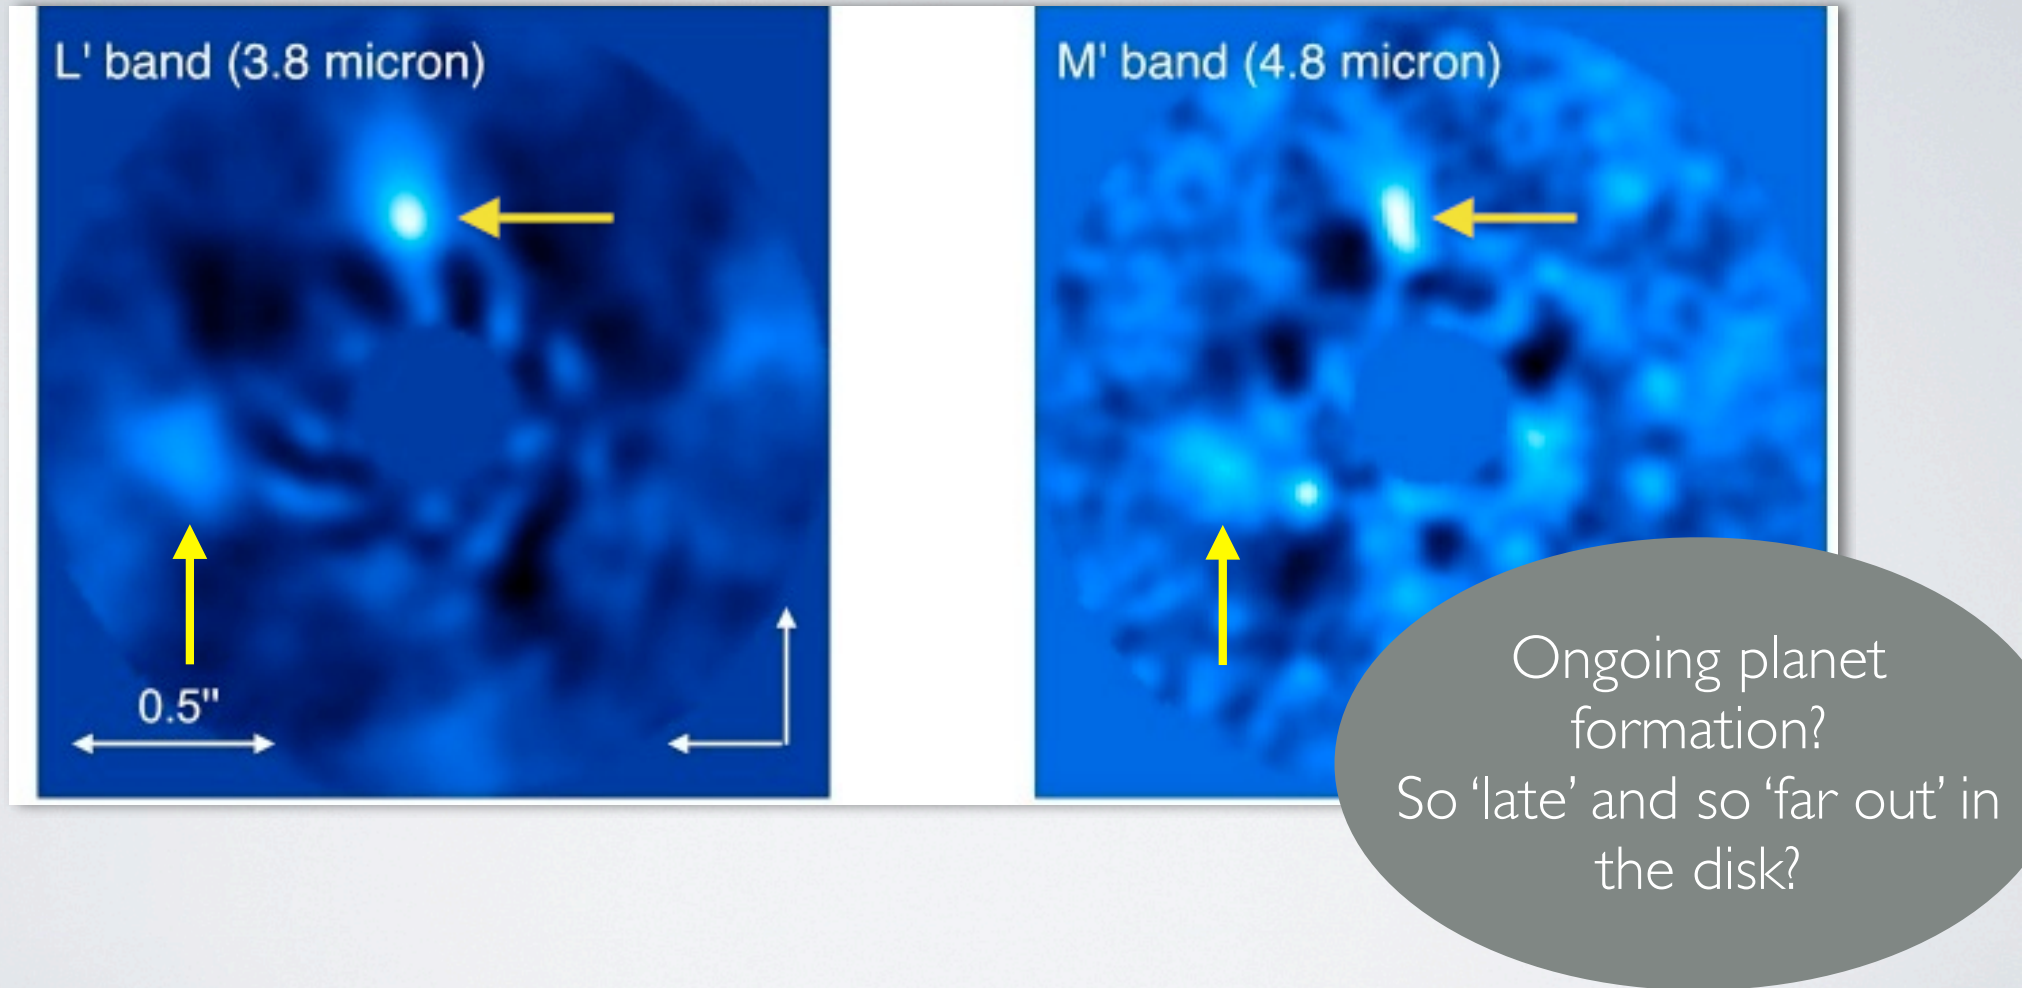 L' band (3.8 micron)
M' band (4.8 micron)
0.5"
Ongoing planet
formation?
So ‘late’ and so ‘far out’ in
the disk?